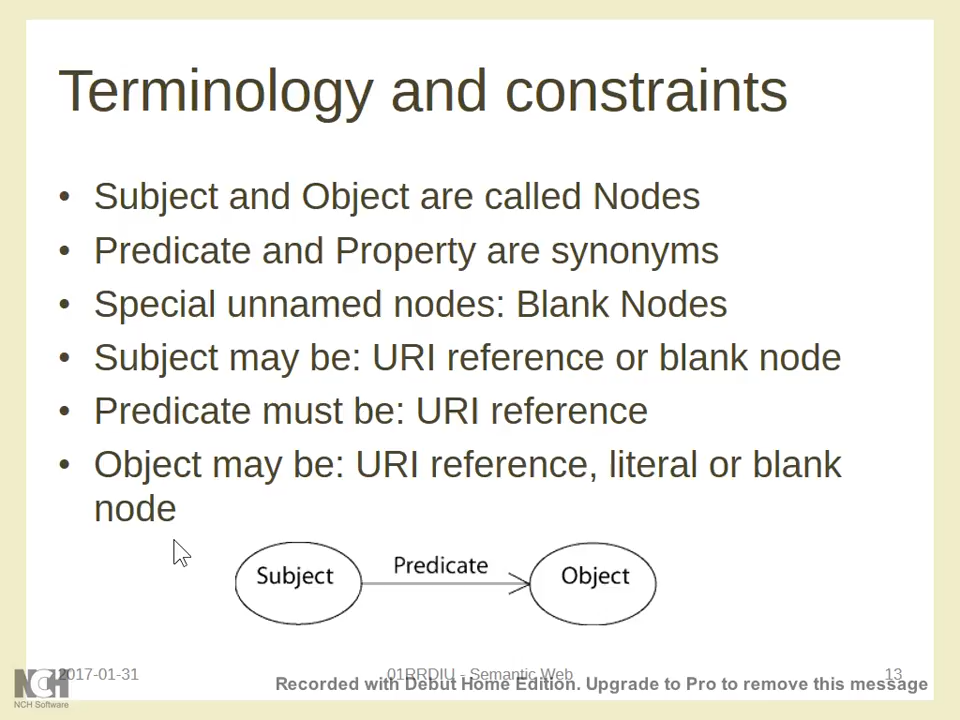 Terminology and constraints
• Subject and Object are called Nodes
• Predicate and Property are synonyms
• Special unnamed nodes: Blank Nodes
• Subject may be: URI reference or blank node
• Predicate must be: URI reference
• Object may be: URI reference, literal or blank
node
Subject
Predicate
Object
2017-01-31
01RRDIU - Semantic Web
13
NCH
NCH Software
Recorded with Debut Home Edition. Upgrade to Pro to remove this message